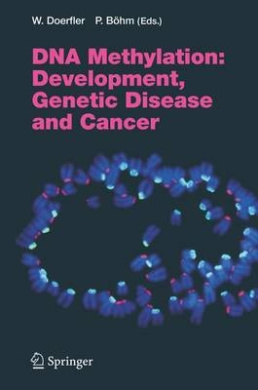 W. Doerfler P. Böhm (Eds.)
DNA Methylation:
Development,
Genetic Disease
and Cancer
Springer